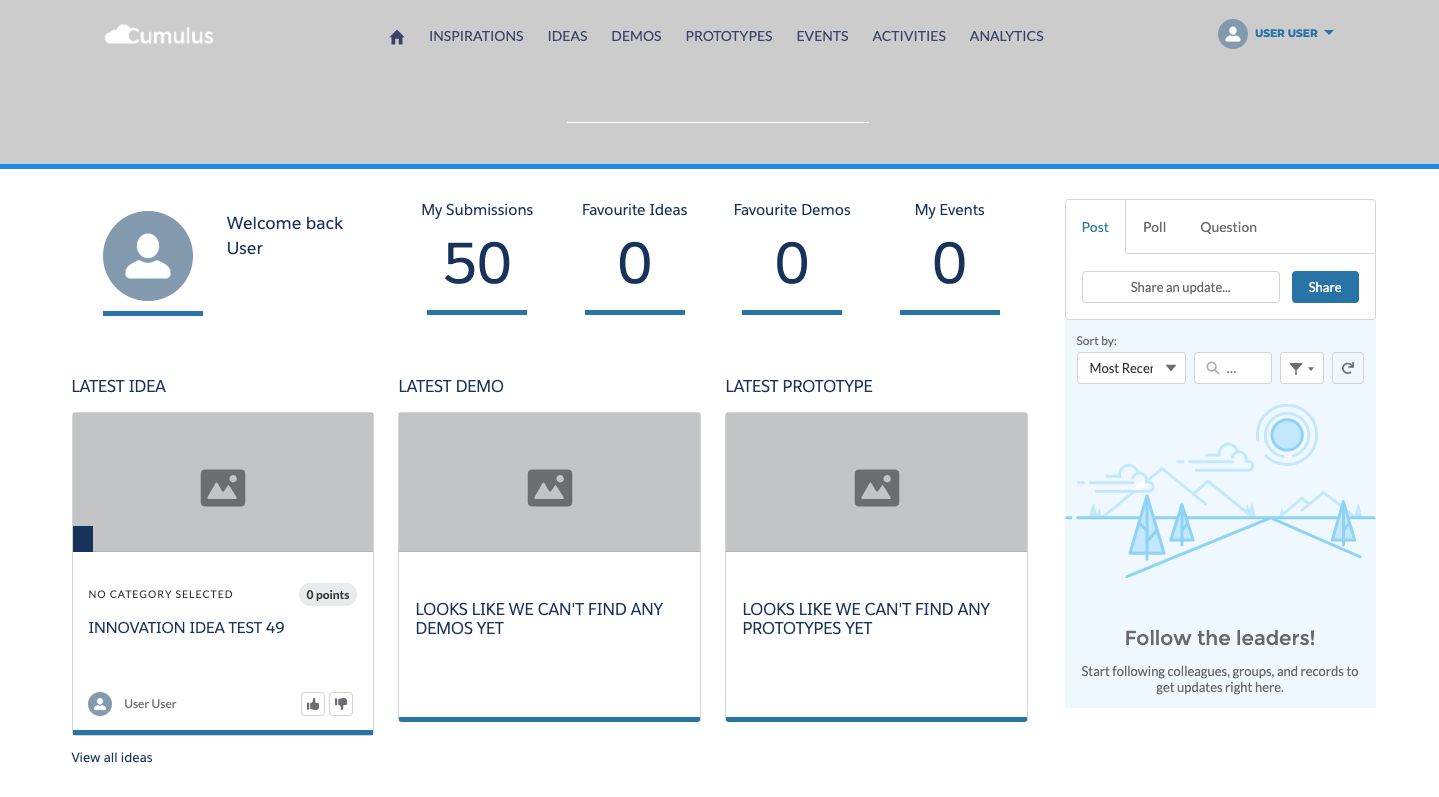 Cumulus
INSPIRATIONS IDEAS DEMOS PROTOTYPES EVENTS ACTIVITIES ANALYTICS
USER USER
Welcome back
User
My Submissions
50
Favourite Ideas
0
Favourite Demos
0
My Events
0
Post Poll Question
Share an update...
Share
Sort by:
Most Recer
...
LATEST IDEA
NO CATEGORY SELECTED
0 points
INNOVATION IDEA TEST 49
User User
View all ideas
LATEST DEMO
LOOKS LIKE WE CAN'T FIND ANY
DEMOS YET
LATEST PROTOTYPE
LOOKS LIKE WE CAN'T FIND ANY
PROTOTYPES YET
Follow the leaders!
Start following colleagues, groups, and records to
get updates right here.